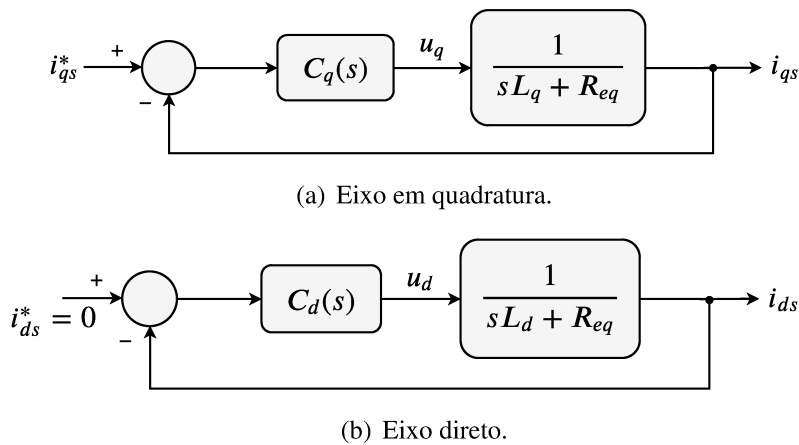 i*qs + − Cq(s) uq 1 / (sLq + Req) iqs
(a) Eixo em quadratura.
i*ds = 0 + − Cd(s) ud 1 / (sLd + Req) ids
(b) Eixo direto.